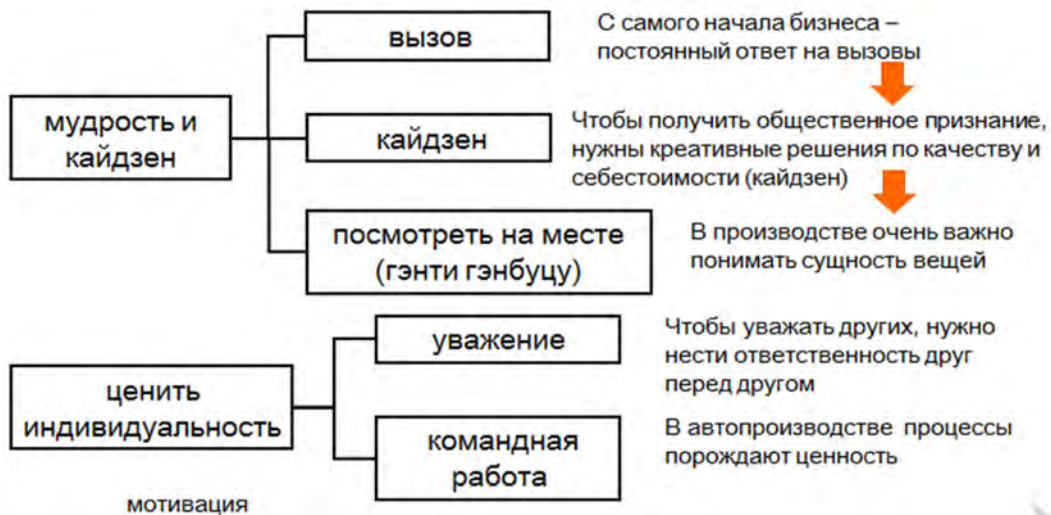 вызов
С самого начала бизнеса –
постоянный ответ на вызовы
мудрость и
кайдзен
кайдзен
Чтобы получить общественное признание,
нужны креативные решения по качеству и
себестоимости (кайдзен)
посмотреть на месте
(гэнти гэнбуцу)
В производстве очень важно
понимать сущность вещей
уважение
Чтобы уважать других, нужно
нести ответственность друг
перед другом
ценить
индивидуальность
командная
работа
В автопроизводстве процессы
порождают ценность
мотивация